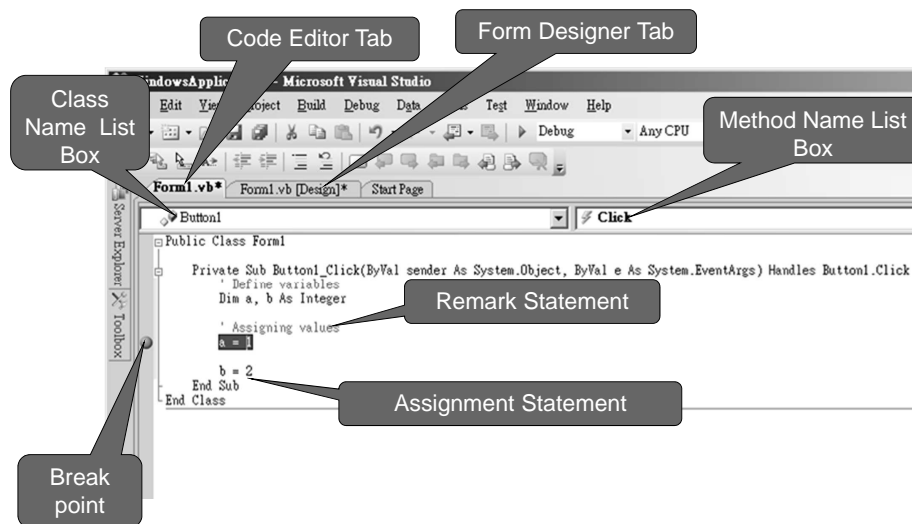 Code Editor Tab
Form Designer Tab
Class
Name List
Box
Method Name List
Box
Microsoft Visual Studio
Edit
Build Debug Data Test Window Help
Debug Any CPU
Form1.vb* Form1.vb [Design]* Start Page
Server Explorer
Toolbox
Button1 Click
Public Class Form1
Private Sub Button1_Click(ByVal sender As System.Object, ByVal e As System.EventArgs) Handles Button1.Click
' Define variables
Dim a, b As Integer
Remark Statement
' Assigning values
a = 1
b = 2
End Sub
End Class
Assignment Statement
Break
point